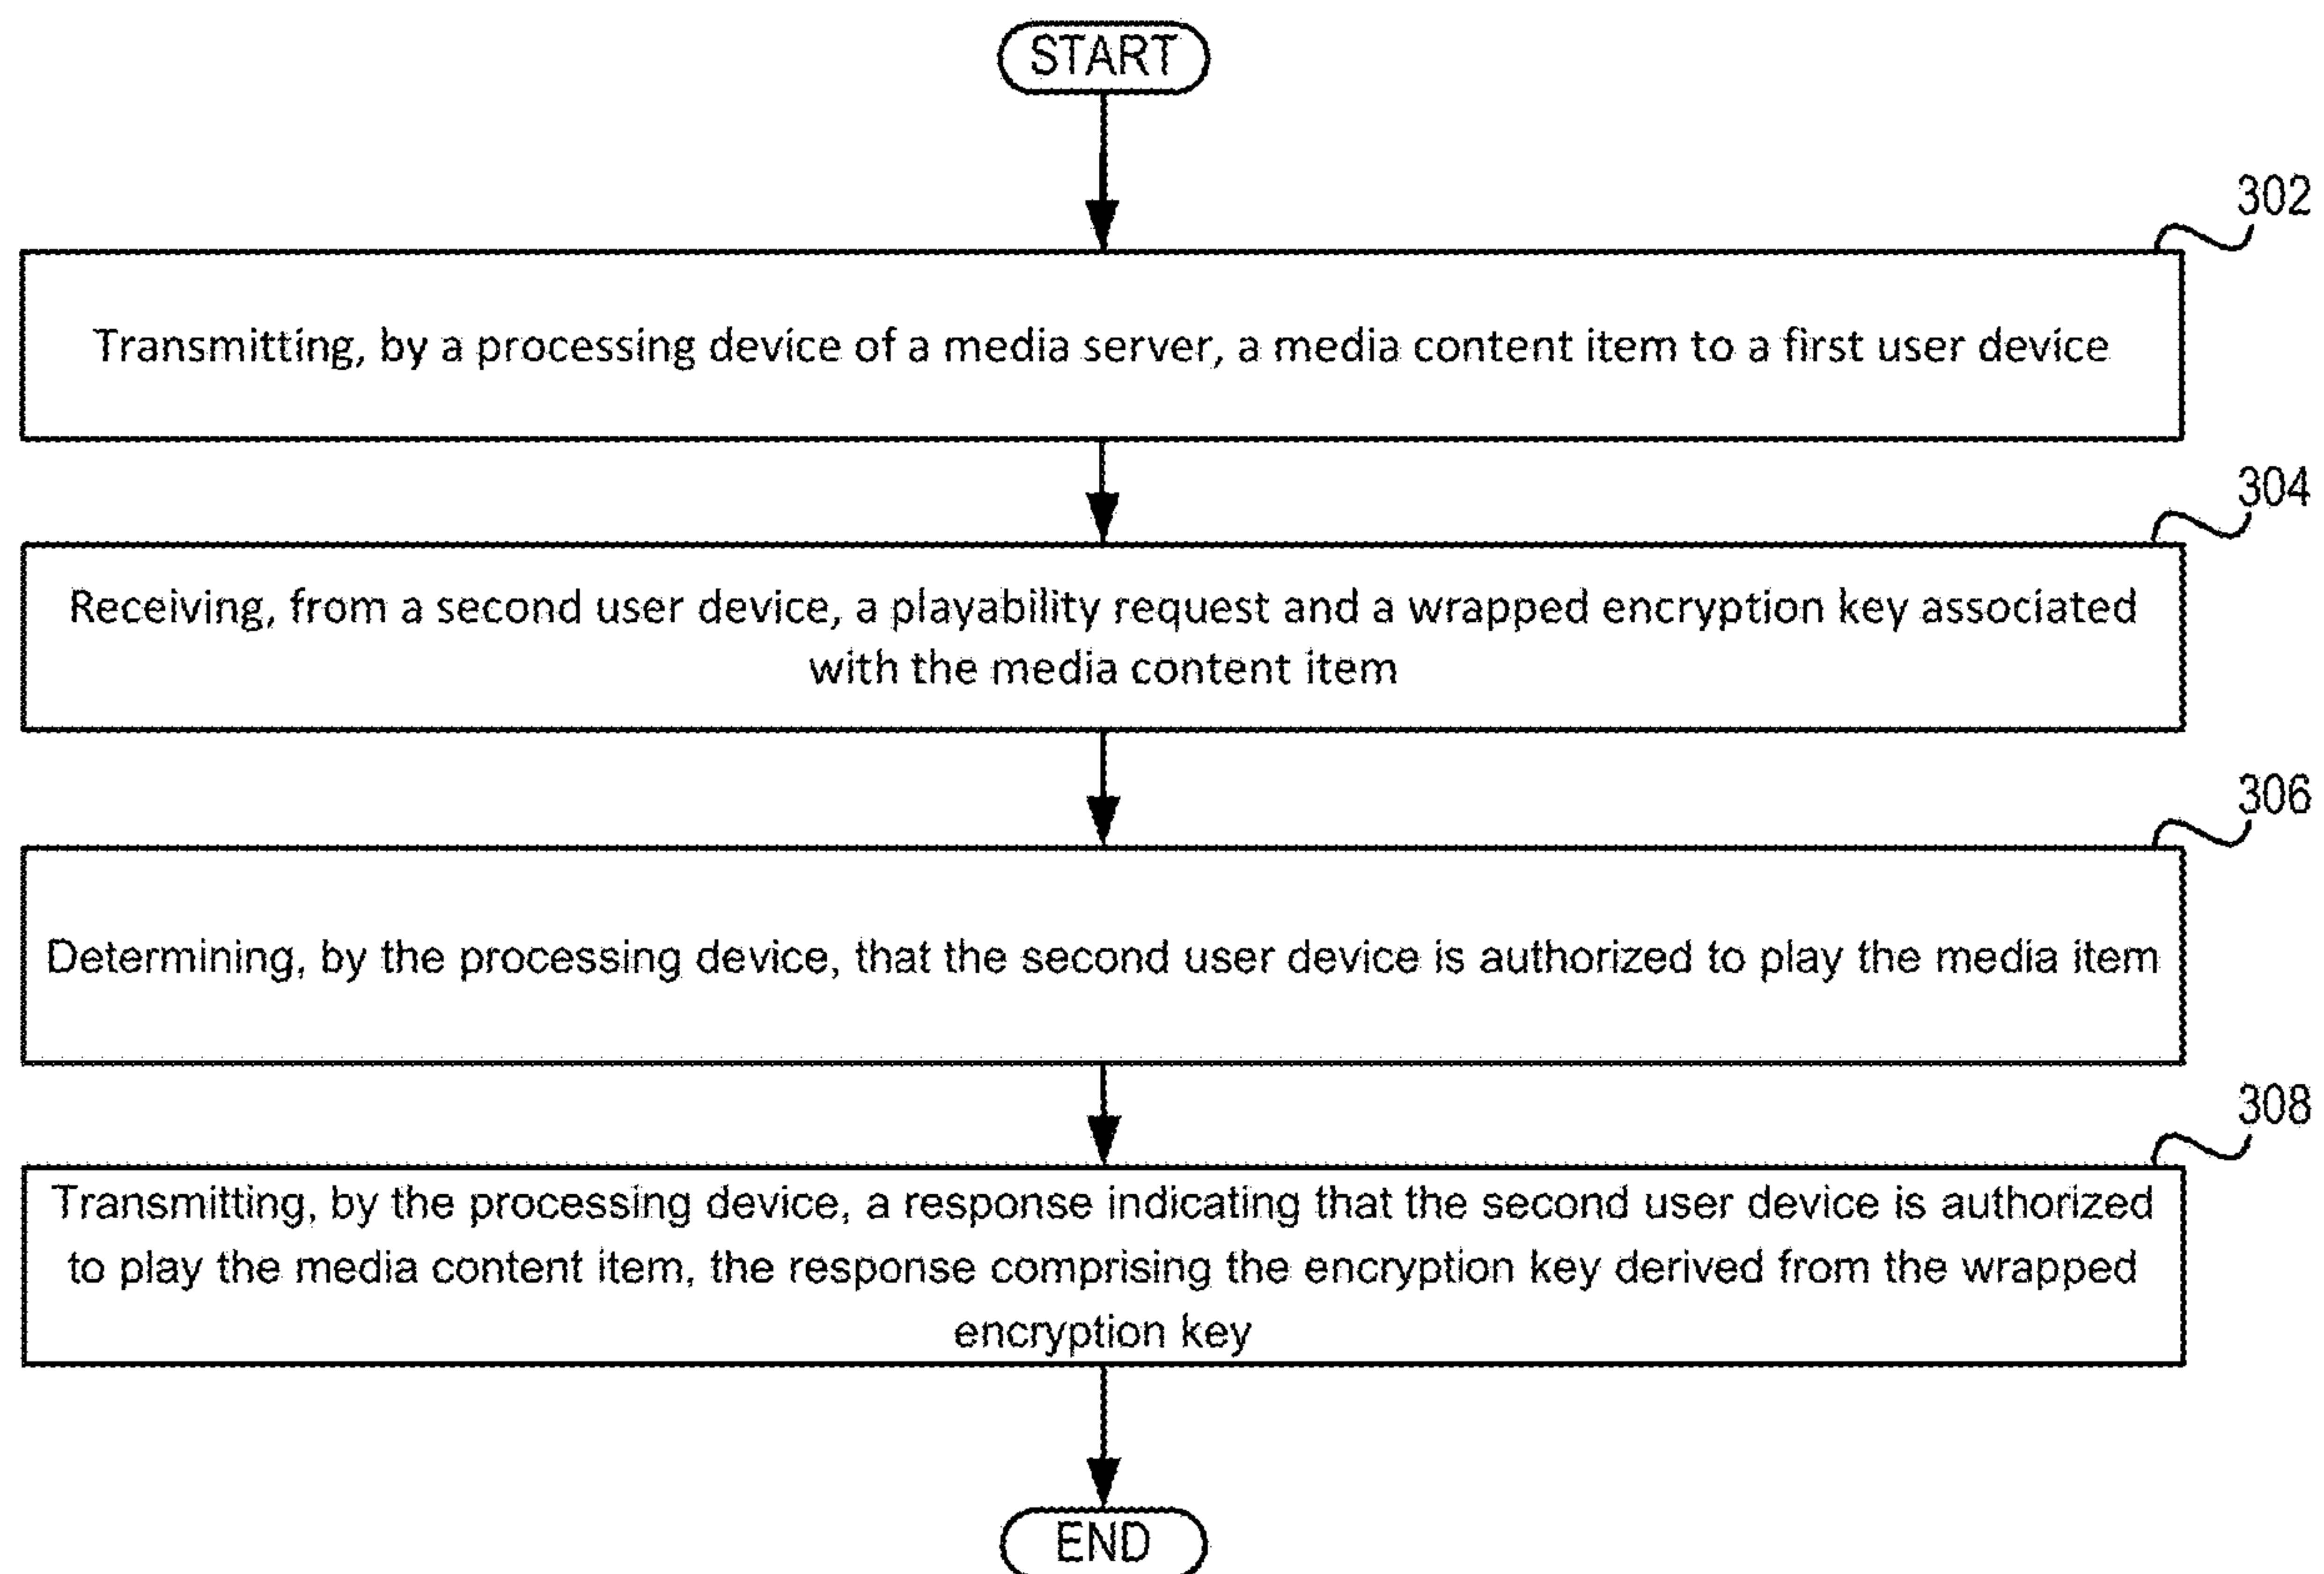 START
302
Transmitting, by a processing device of a media server, a media content item to a first user device
304
Receiving, from a second user device, a playability request and a wrapped encryption key associated
with the media content item
306
Determining, by the processing device, that the second user device is authorized to play the media item
308
Transmitting, by the processing device, a response indicating that the second user device is authorized
to play the media content item, the response comprising the encryption key derived from the wrapped
encryption key
END